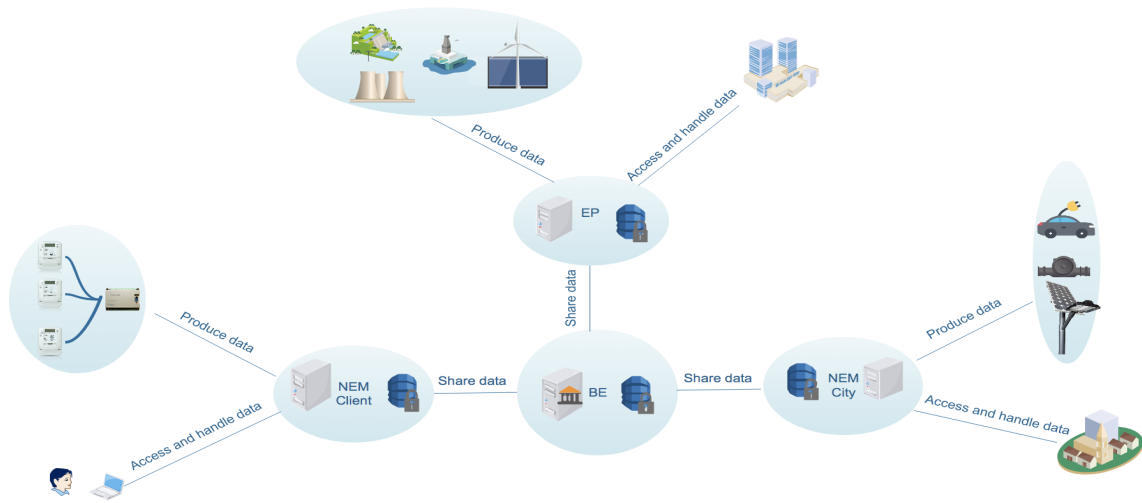 Produce data
Access and handle data
EP
Share data
Produce data
Produce data
NEM
Client
Share data
BE
Share data
NEM
City
Access and handle data
Access and handle data